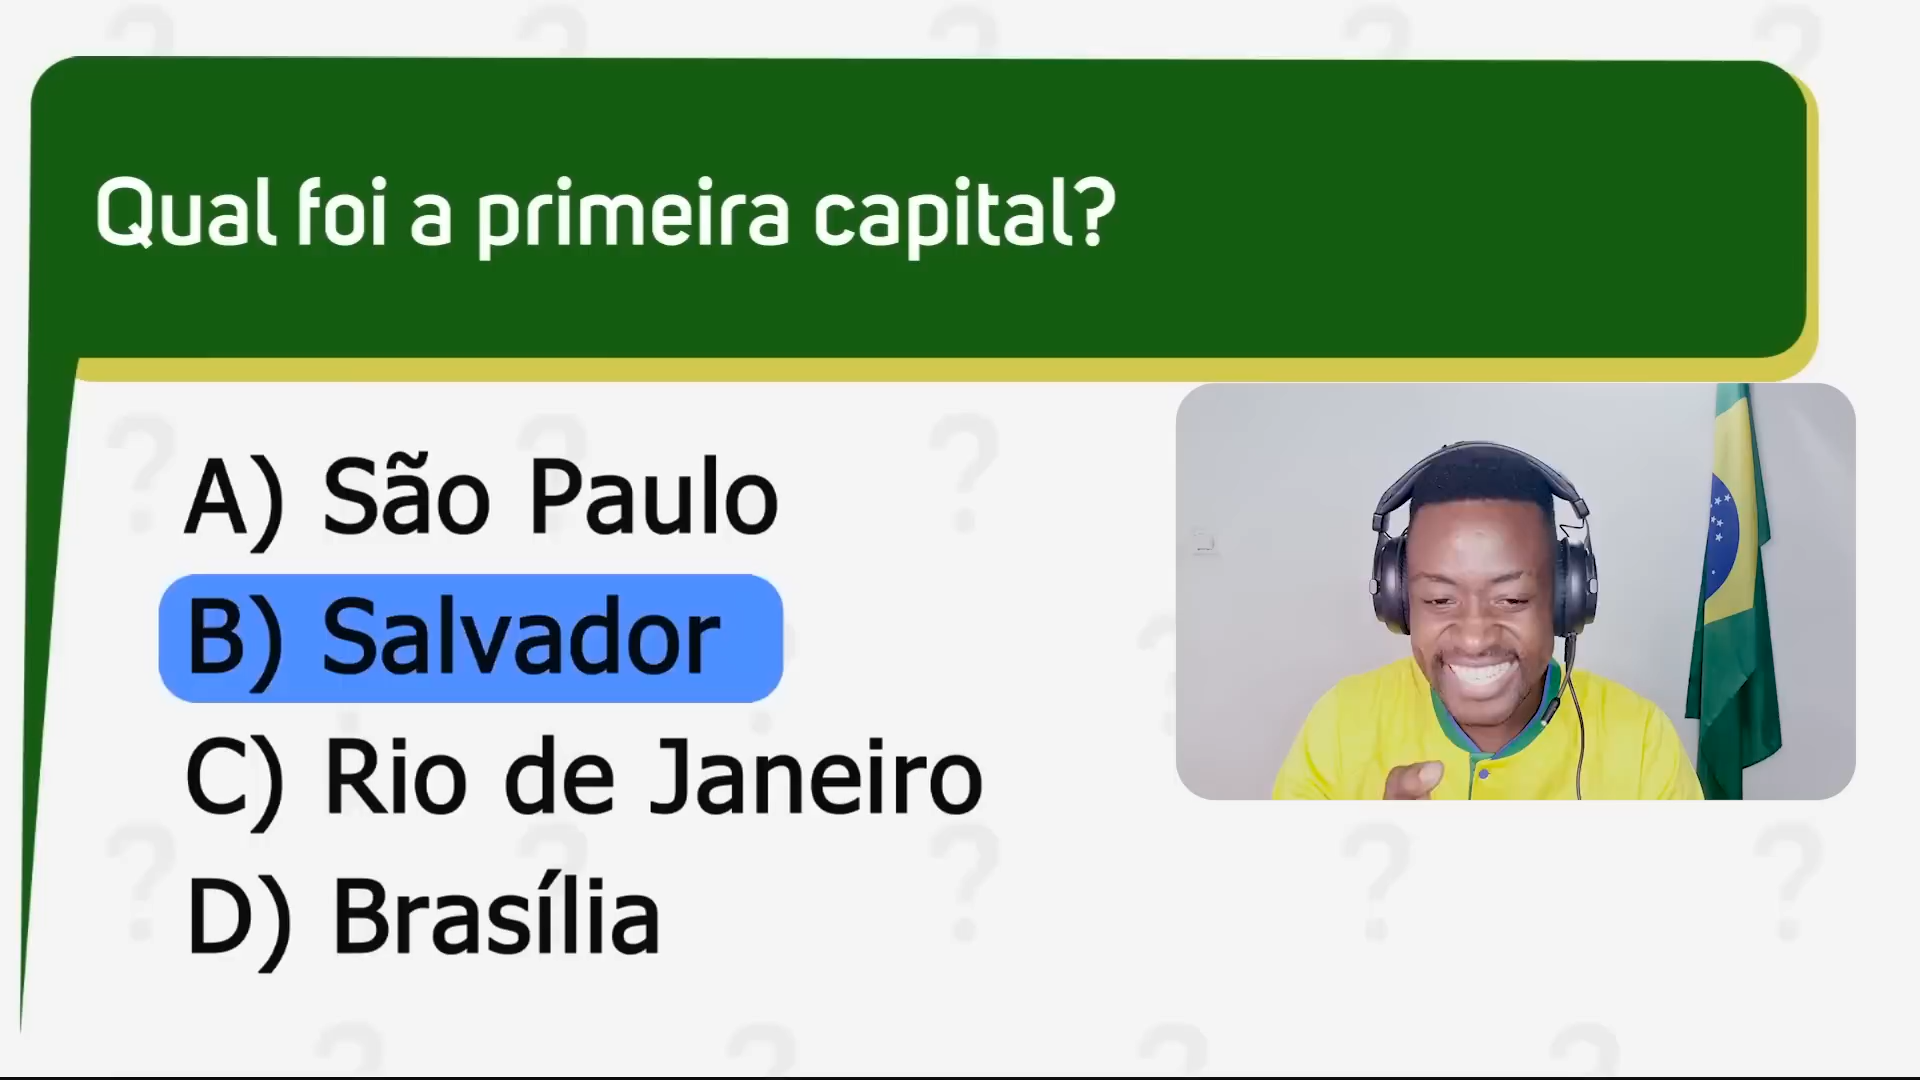 Qual foi a primeira capital?
A) São Paulo
B) Salvador
C) Rio de Janeiro
D) Brasília